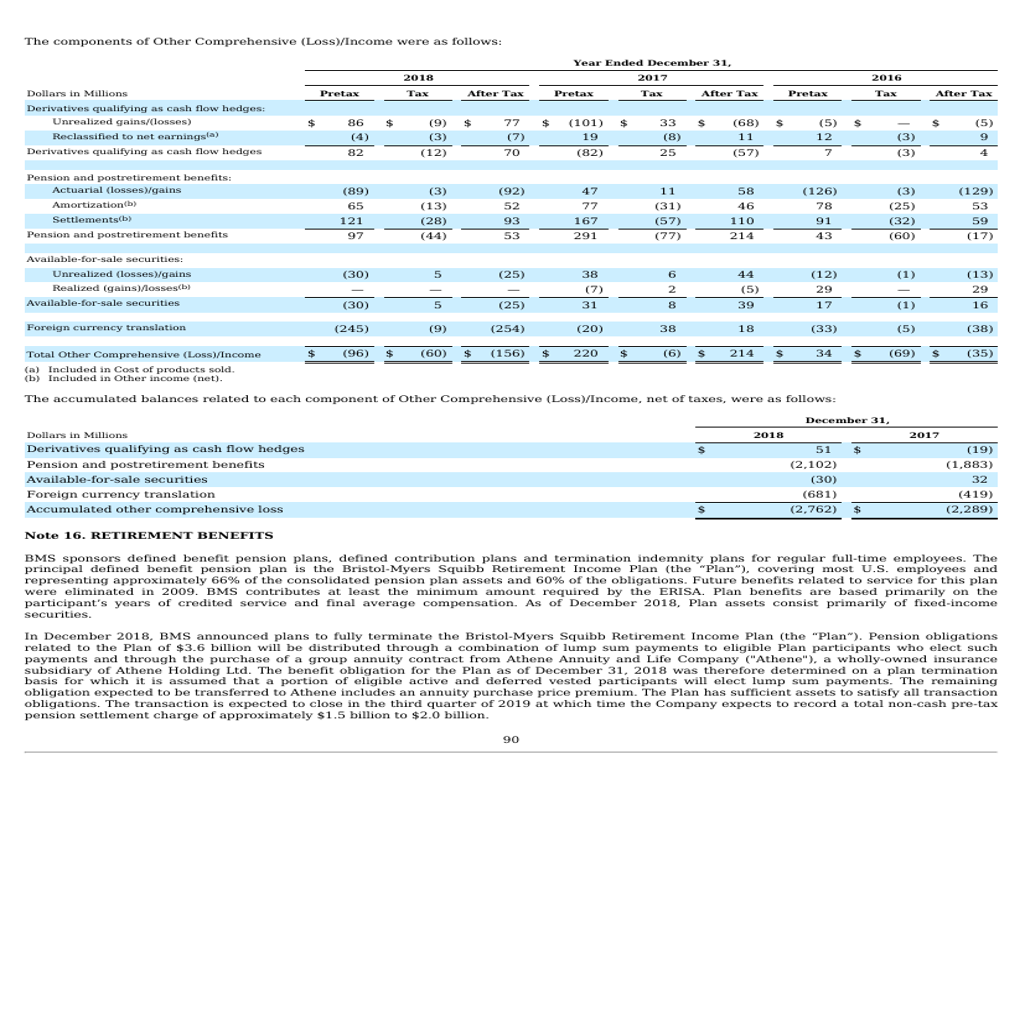 The components of Other Comprehensive (Loss)/Income were as follows:
Year Ended December 31,
2018 2017 2016
Dollars in Millions Pretax Tax After Tax Pretax Tax After Tax Pretax Tax After Tax
Derivatives qualifying as cash flow hedges:
Unrealized gains/(losses) $ 86 $ (9) $ 77 $ (101) $ 33 $ (68) $ (5) $ — $ (5)
Reclassified to net earnings(a) (4) (3) (7) 19 (8) 11 12 (3) 9
Derivatives qualifying as cash flow hedges 82 (12) 70 (82) 25 (57) 7 (3) 4
Pension and postretirement benefits:
Actuarial (losses)/gains (89) (3) (92) 47 11 58 (126) (3) (129)
Amortization(b) 65 (13) 52 77 (31) 46 78 (25) 53
Settlements(b) 121 (28) 93 167 (57) 110 91 (32) 59
Pension and postretirement benefits 97 (44) 53 291 (77) 214 43 (60) (17)
Available-for-sale securities:
Unrealized (losses)/gains (30) 5 (25) 38 6 44 (12) (1) (13)
Realized (gains)/losses(b) — — — (7) 2 (5) 29 — 29
Available-for-sale securities (30) 5 (25) 31 8 39 17 (1) 16
Foreign currency translation (245) (9) (254) (20) 38 18 (33) (5) (38)
Total Other Comprehensive (Loss)/Income $ (96) $ (60) $ (156) $ 220 $ (6) $ 214 $ 34 $ (69) $ (35)
(a) Included in Cost of products sold.
(b) Included in Other income (net).
The accumulated balances related to each component of Other Comprehensive (Loss)/Income, net of taxes, were as follows:
December 31,
Dollars in Millions 2018 2017
Derivatives qualifying as cash flow hedges $ 51 $ (19)
Pension and postretirement benefits (2,102) (1,883)
Available-for-sale securities (30) 32
Foreign currency translation (681) (419)
Accumulated other comprehensive loss $ (2,762) $ (2,289)
Note 16. RETIREMENT BENEFITS
BMS sponsors defined benefit pension plans, defined contribution plans and termination indemnity plans for regular full-time employees. The
principal defined benefit pension plan is the Bristol-Myers Squibb Retirement Income Plan (the “Plan”), covering most U.S. employees and
representing approximately 66% of the consolidated pension plan assets and 60% of the obligations. Future benefits related to service for this plan
were eliminated in 2009. BMS contributes at least the minimum amount required by the ERISA. Plan benefits are based primarily on the
participant’s years of credited service and final average compensation. As of December 2018, Plan assets consist primarily of fixed-income
securities.
In December 2018, BMS announced plans to fully terminate the Bristol-Myers Squibb Retirement Income Plan (the “Plan”). Pension obligations
related to the Plan of $3.6 billion will be distributed through a combination of lump sum payments to eligible Plan participants who elect such
payments and through the purchase of a group annuity contract from Athene Annuity and Life Company ("Athene"), a wholly-owned insurance
subsidiary of Athene Holding Ltd. The benefit obligation for the Plan as of December 31, 2018 was therefore determined on a plan termination
basis for which it is assumed that a portion of eligible active and deferred vested participants will elect lump sum payments. The remaining
obligation expected to be transferred to Athene includes an annuity purchase price premium. The Plan has sufficient assets to satisfy all transaction
obligations. The transaction is expected to close in the third quarter of 2019 at which time the Company expects to record a total non-cash pre-tax
pension settlement charge of approximately $1.5 billion to $2.0 billion.
90